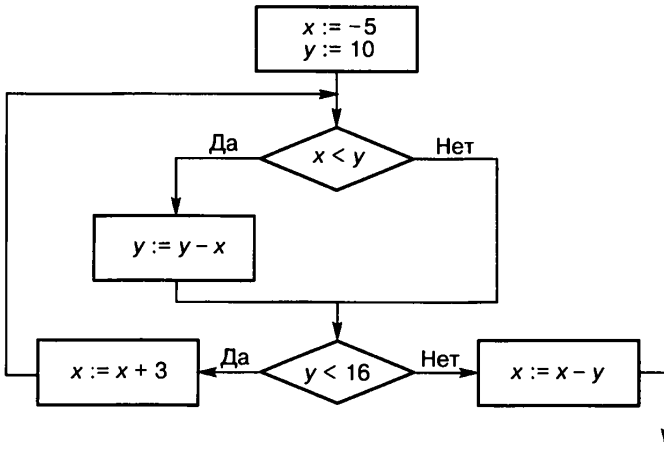 x := −5
y := 10
Да
x < y
Нет
y := y − x
x := x + 3
Да
y < 16
Нет
x := x − y